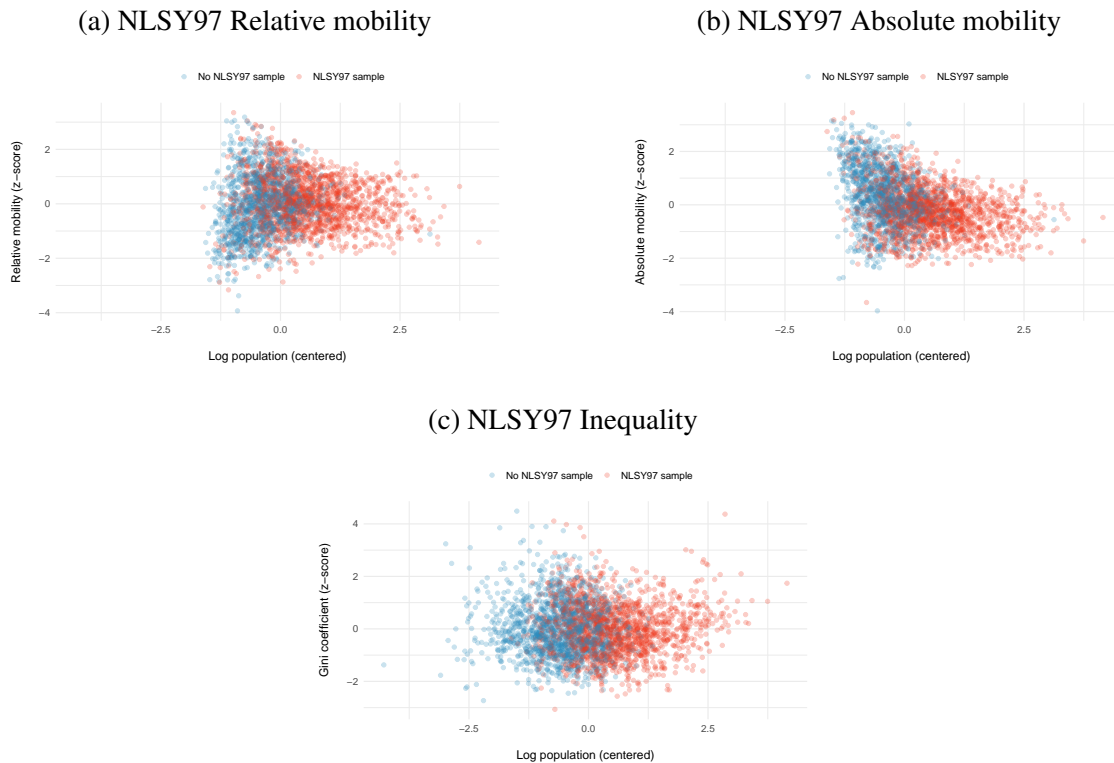 (a) NLSY97 Relative mobility
No NLSY97 sample NLSY97 sample
Relative mobility (z−score)
2
0
−2
−4
−2.5 0.0 2.5
Log population (centered)
(b) NLSY97 Absolute mobility
No NLSY97 sample NLSY97 sample
Absolute mobility (z−score)
2
0
−2
−4
−2.5 0.0 2.5
Log population (centered)
(c) NLSY97 Inequality
No NLSY97 sample NLSY97 sample
Gini coefficient (z−score)
4
2
0
−2
−2.5 0.0 2.5
Log population (centered)